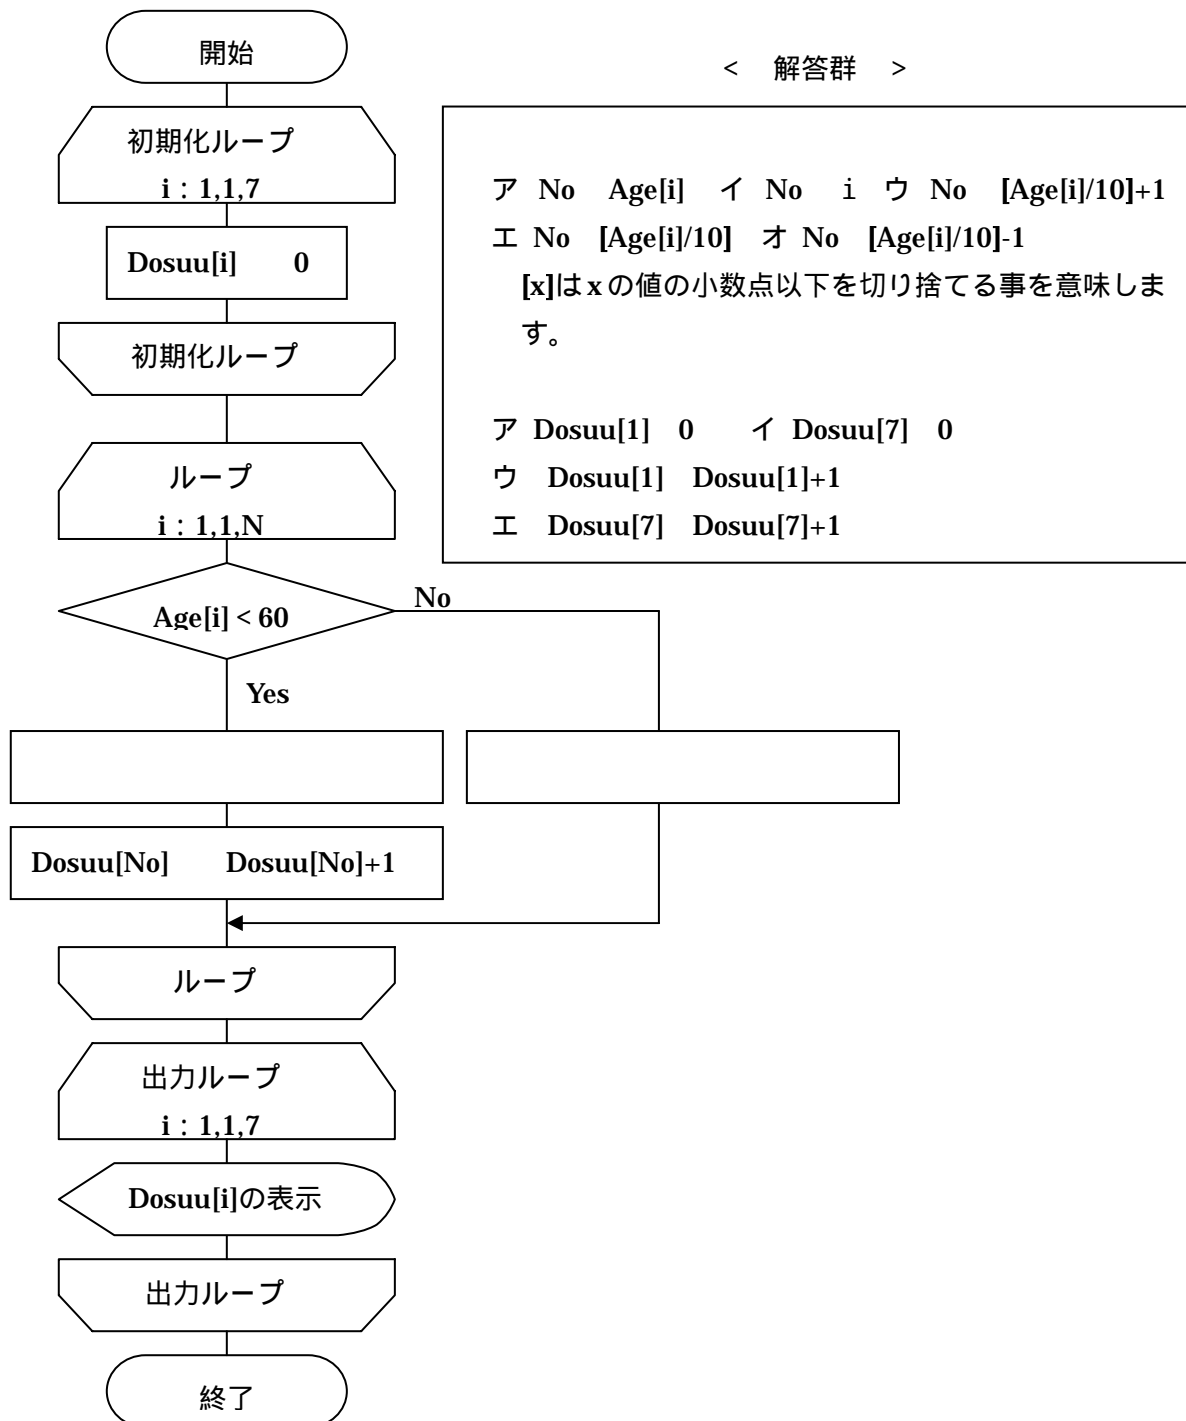 開始
初期化ループ
i：1,1,7
Dosuu[i] 0
初期化ループ
ループ
i：1,1,N
Age[i]＜60
No
Yes
Dosuu[No] Dosuu[No]+1
ループ
出力ループ
i：1,1,7
Dosuu[i]の表示
出力ループ
終了
＜ 解答群 ＞
ア No Age[i] イ No i ウ No [Age[i]/10]+1
エ No [Age[i]/10] オ No [Age[i]/10]-1
[x]は x の値の小数点以下を切り捨てる事を意味しま
す。
ア Dosuu[1] 0 イ Dosuu[7] 0
ウ Dosuu[1] Dosuu[1]+1
エ Dosuu[7] Dosuu[7]+1